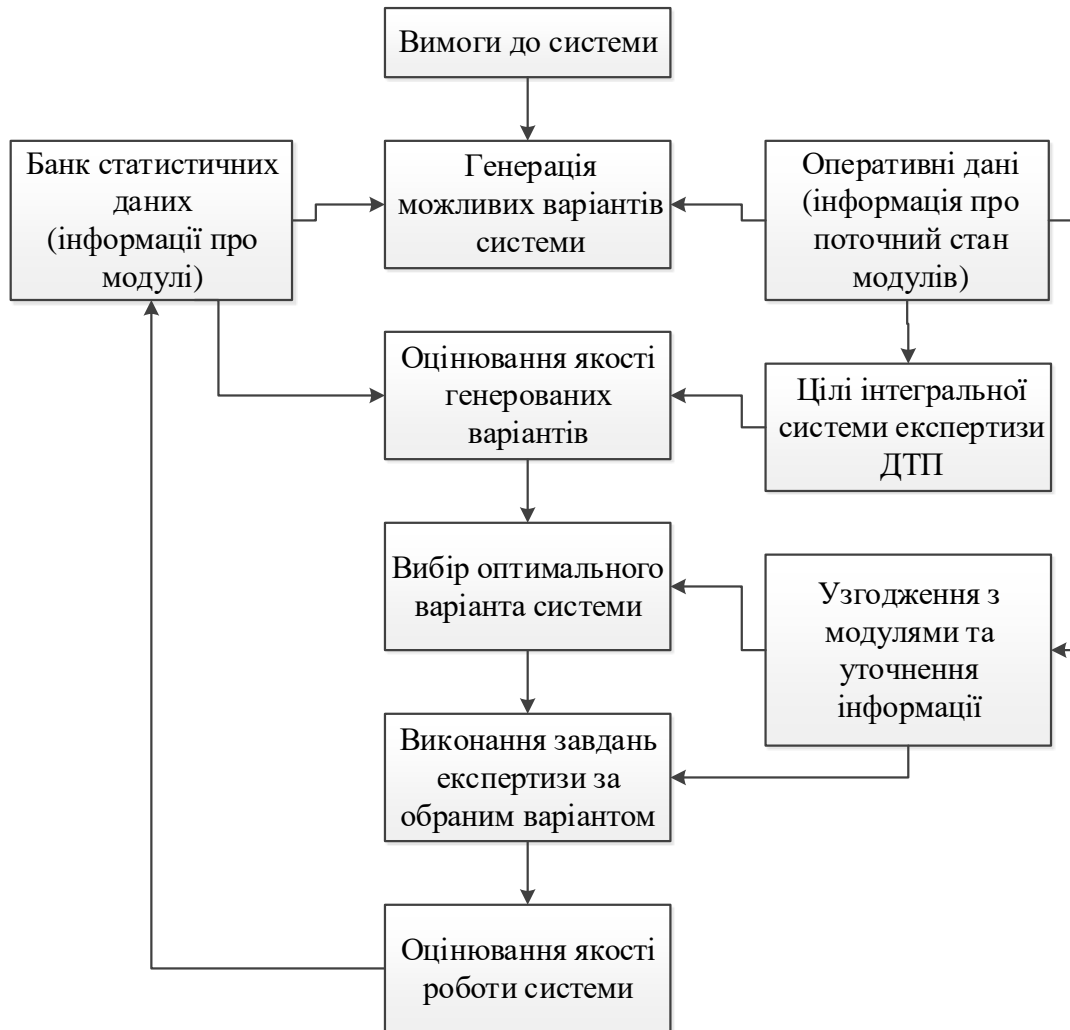 Вимоги до системи
Банк статистичних
даних
(інформації про
модулі)
Генерація
можливих варіантів
системи
Оперативні дані
(інформація про
поточний стан
модулів)
Оцінювання якості
генерованих
варіантів
Цілі інтегральної
системи експертизи
ДТП
Вибір оптимального
варіанта системи
Узгодження з
модулями та
уточнення
інформації
Виконання завдань
експертизи за
обраним варіантом
Оцінювання якості
роботи системи